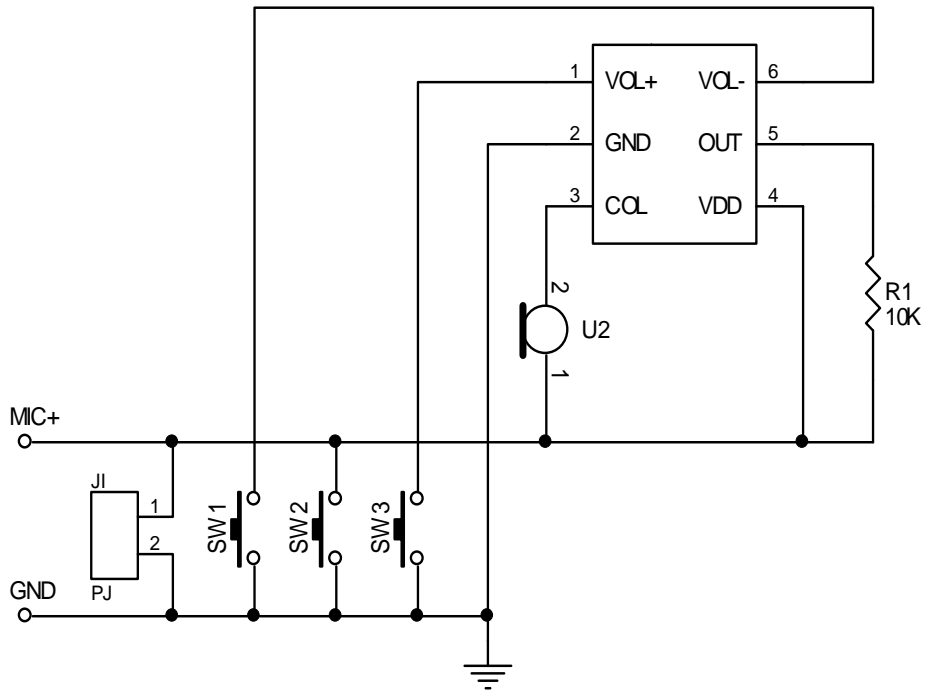 1 VOL+ VOL- 6
2 GND OUT 5
3 COL VDD 4
2
U2
1
R1
10K
MIC+
JI
1
2
PJ
SW1
SW2
SW3
GND